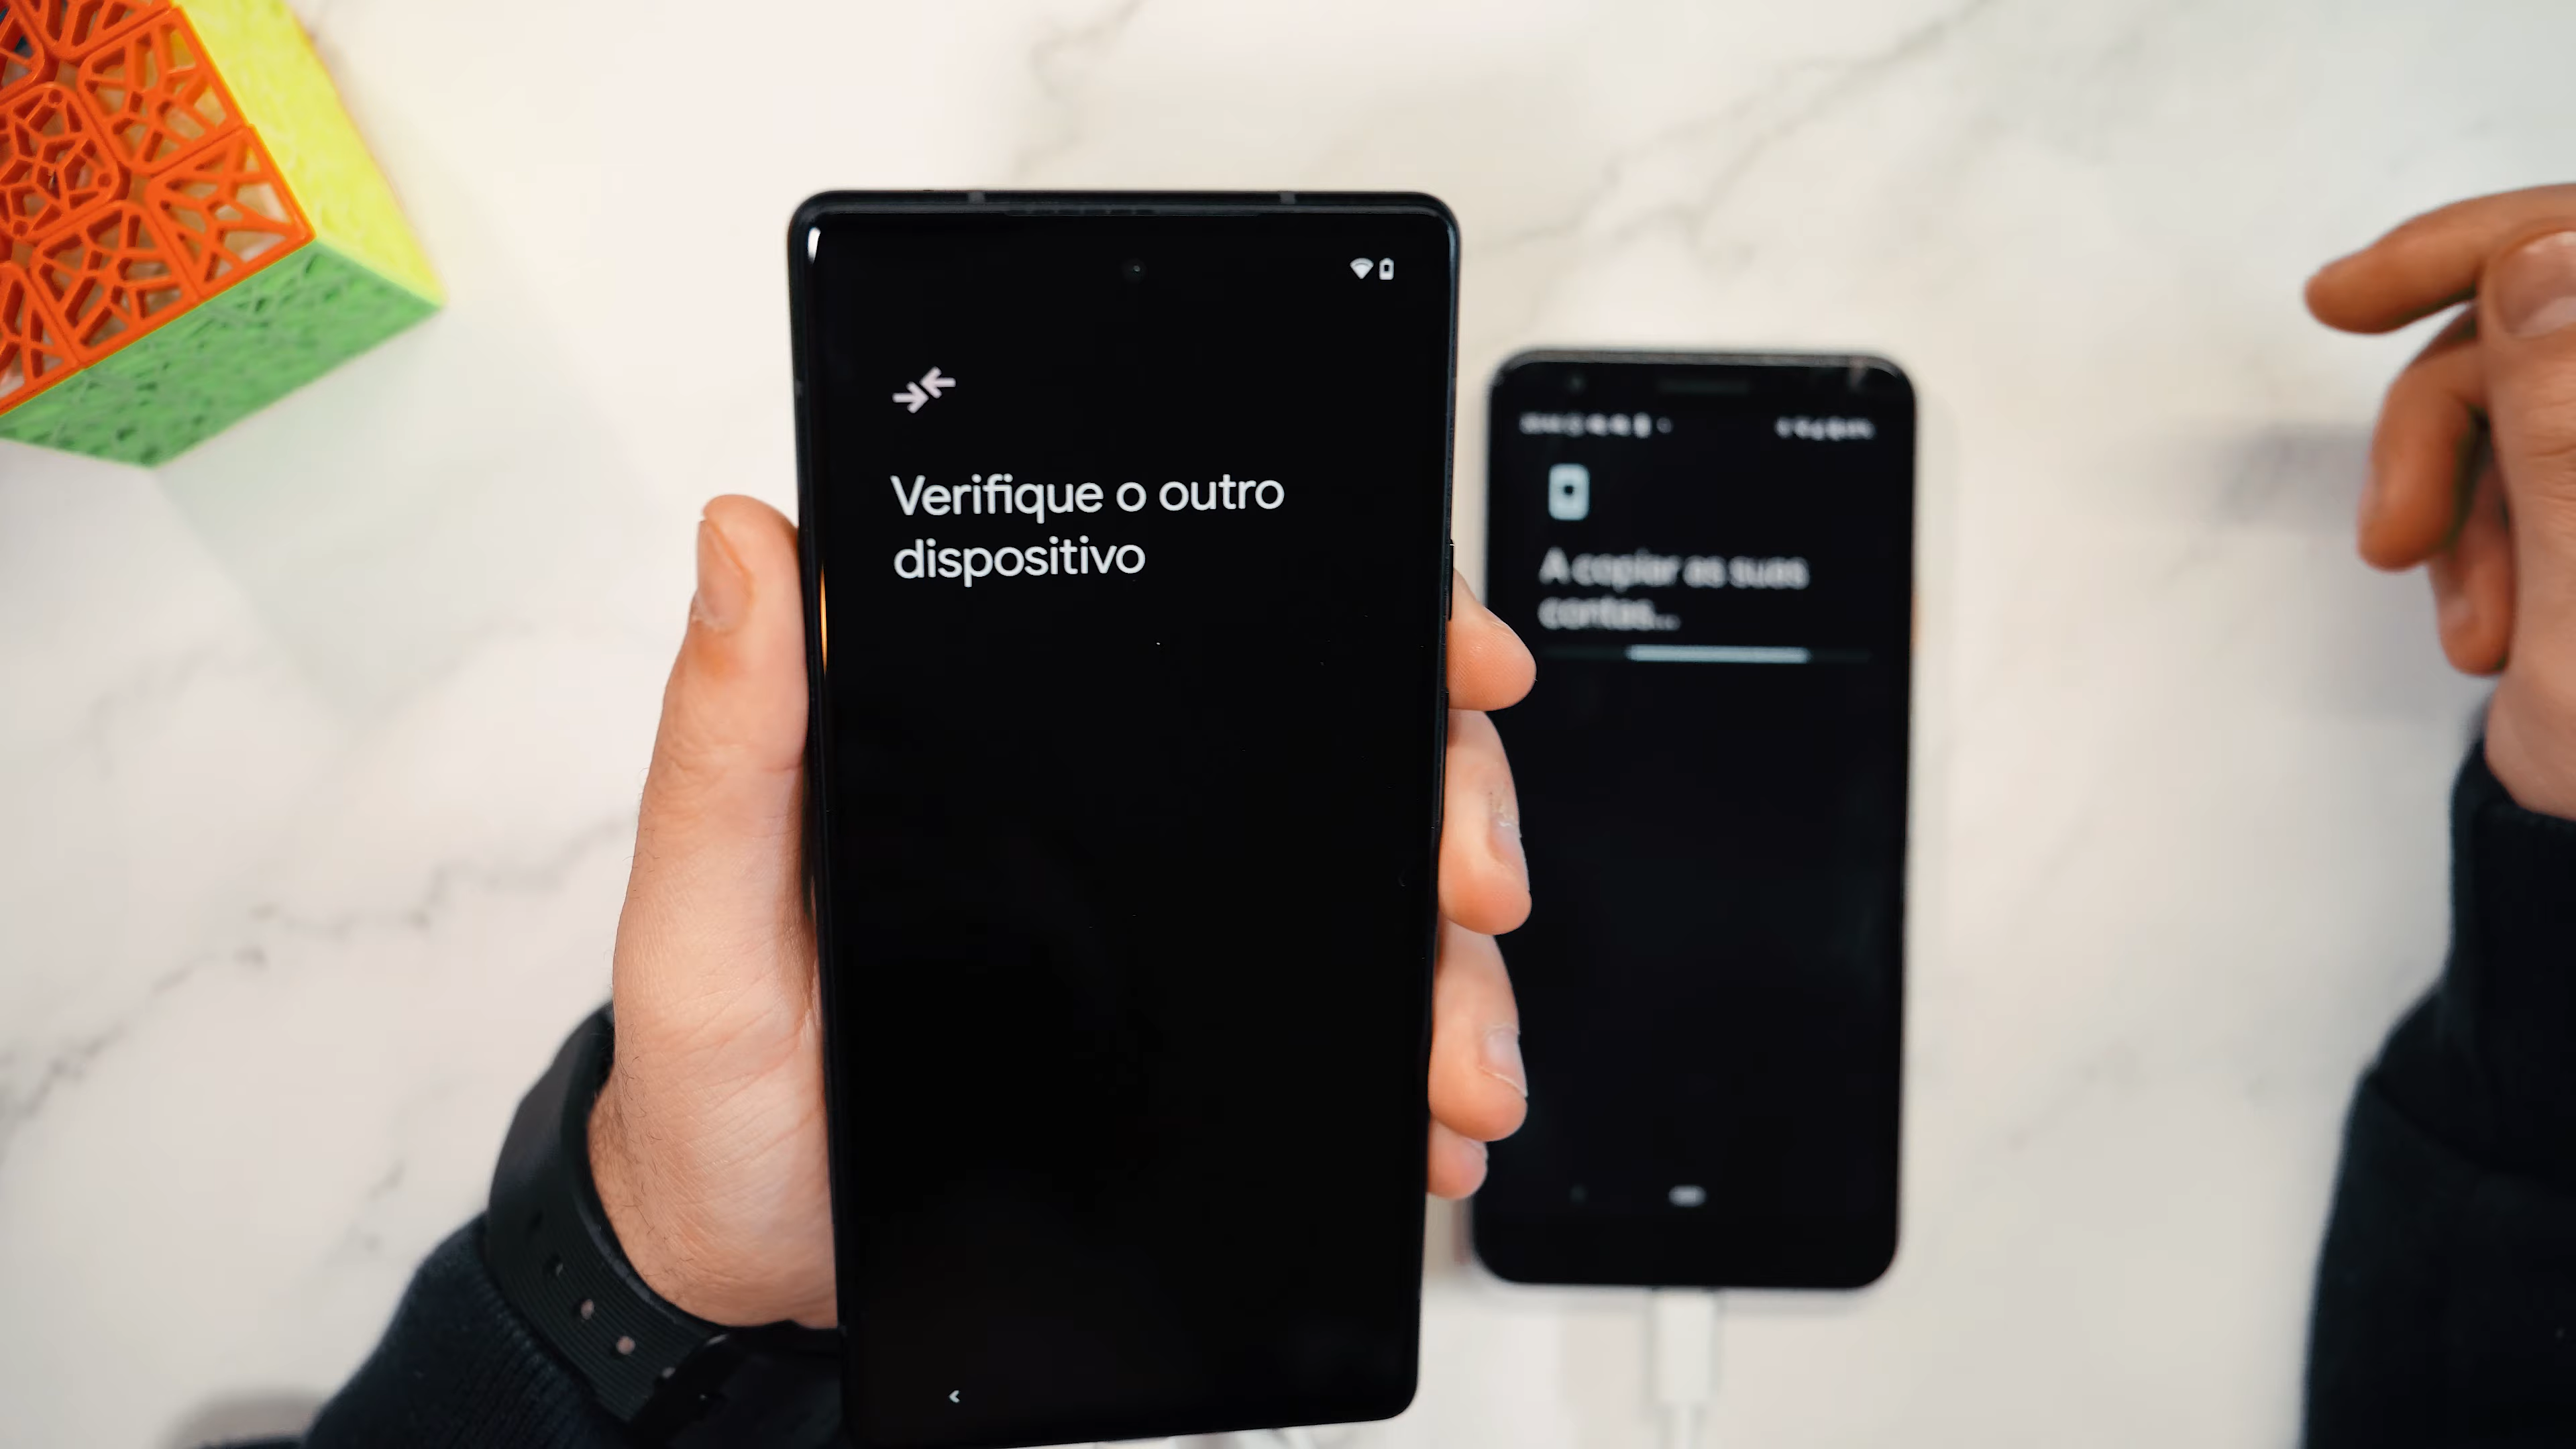 Verifique o outro
dispositivo
A copiar as suas
contas...